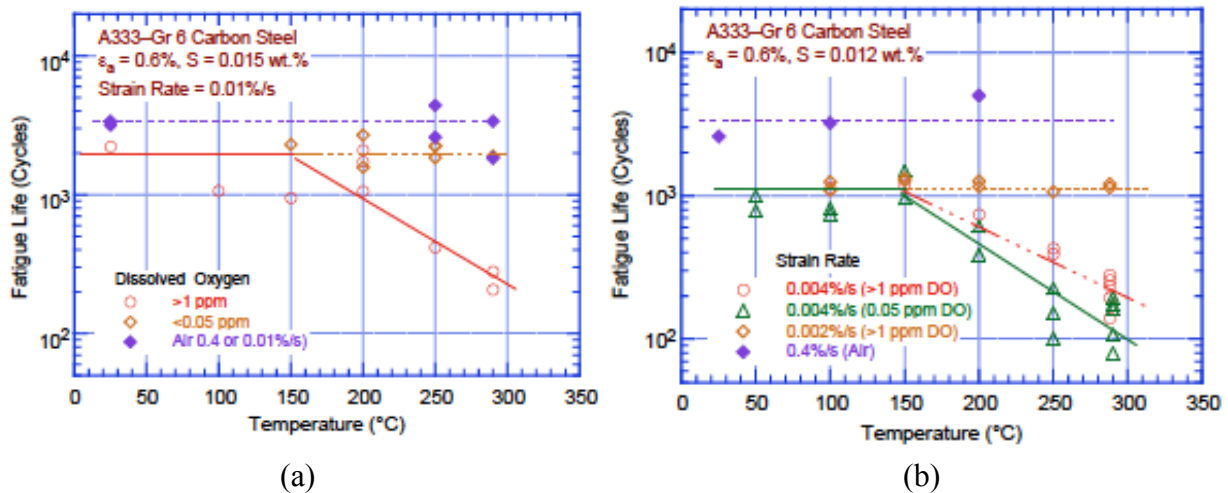 A333–Gr 6 Carbon Steel
εa = 0.6%, S = 0.015 wt.%
Strain Rate = 0.01%/s
Fatigue Life (Cycles)
10⁴
10³
10²
Dissolved Oxygen
>1 ppm
<0.05 ppm
Air 0.4 or 0.01%/s)
0 50 100 150 200 250 300 350
Temperature (°C)
(a)
A333–Gr 6 Carbon Steel
εa = 0.6%, S = 0.012 wt.%
Fatigue Life (Cycles)
10⁴
10³
10²
Strain Rate
0.004%/s (>1 ppm DO)
0.004%/s (0.05 ppm DO)
0.002%/s (>1 ppm DO)
0.4%/s (Air)
0 50 100 150 200 250 300 350
Temperature (°C)
(b)